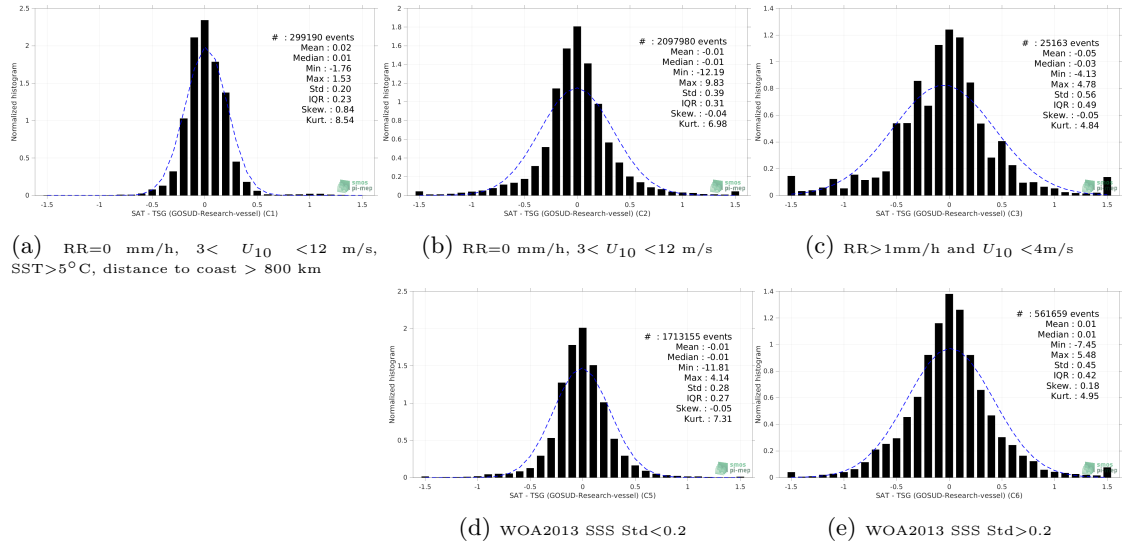 2.5
2
1.5
1
0.5
0
Normalized histogram
# : 299190 events
Mean : 0.02
Median : 0.01
Min : -1.76
Max : 1.53
Std : 0.20
IQR : 0.23
Skew. : 0.84
Kurt. : 8.54
smos
pi-mep
-1.5 -1 -0.5 0 0.5 1 1.5
SAT - TSG (GOSUD-Research-vessel) (C1)
(a) RR=0 mm/h, 3< U10 <12 m/s,
SST>5°C, distance to coast > 800 km
2
1.8
1.6
1.4
1.2
1
0.8
0.6
0.4
0.2
0
Normalized histogram
# : 2097980 events
Mean : -0.01
Median : -0.01
Min : -12.19
Max : 9.83
Std : 0.39
IQR : 0.31
Skew. : -0.04
Kurt. : 6.98
smos
pi-mep
-1.5 -1 -0.5 0 0.5 1 1.5
SAT - TSG (GOSUD-Research-vessel) (C2)
(b) RR=0 mm/h, 3< U10 <12 m/s
1.4
1.2
1
0.8
0.6
0.4
0.2
0
Normalized histogram
# : 25163 events
Mean : -0.05
Median : -0.03
Min : -4.13
Max : 4.78
Std : 0.56
IQR : 0.49
Skew. : -0.05
Kurt. : 4.84
smos
pi-mep
-1.5 -1 -0.5 0 0.5 1 1.5
SAT - TSG (GOSUD-Research-vessel) (C3)
(c) RR>1mm/h and U10 <4m/s
2.5
2
1.5
1
0.5
0
Normalized histogram
# : 1713155 events
Mean : -0.01
Median : -0.01
Min : -11.81
Max : 4.14
Std : 0.28
IQR : 0.27
Skew. : -0.05
Kurt. : 7.31
smos
pi-mep
-1.5 -1 -0.5 0 0.5 1 1.5
SAT - TSG (GOSUD-Research-vessel) (C5)
(d) WOA2013 SSS Std<0.2
1.4
1.2
1
0.8
0.6
0.4
0.2
0
Normalized histogram
# : 561659 events
Mean : 0.01
Median : 0.01
Min : -7.45
Max : 5.48
Std : 0.45
IQR : 0.42
Skew. : 0.18
Kurt. : 4.95
smos
pi-mep
-1.5 -1 -0.5 0 0.5 1 1.5
SAT - TSG (GOSUD-Research-vessel) (C6)
(e) WOA2013 SSS Std>0.2